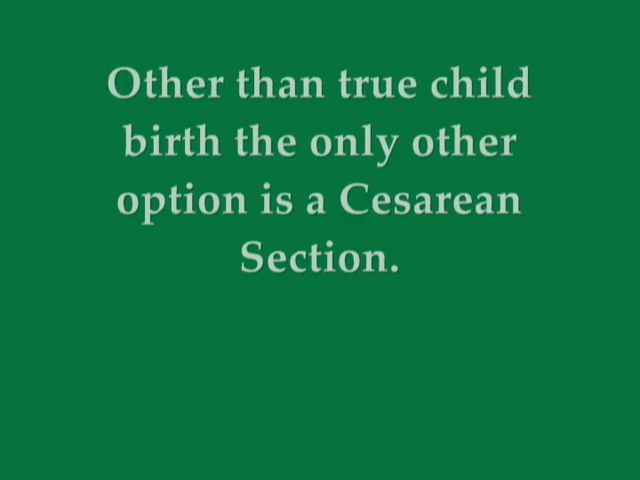 Other than true child
birth the only other
option is a Cesarean
Section.